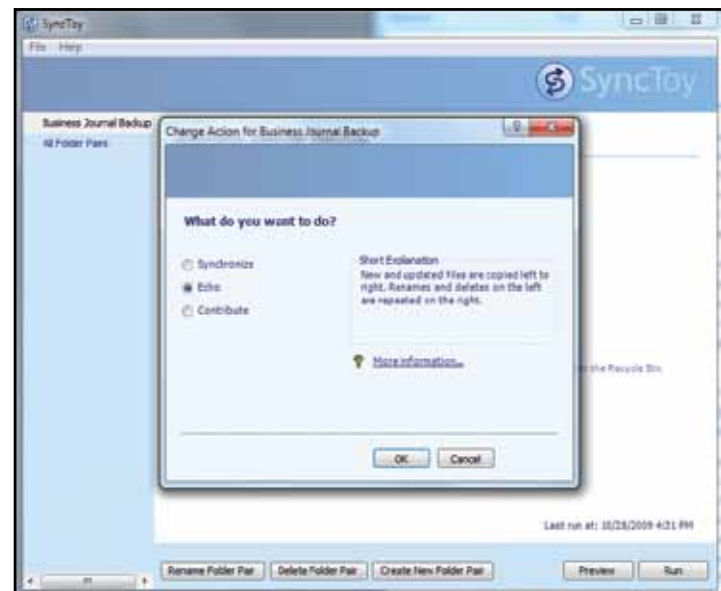 SyncToy
File Help
SyncToy
Business Journal Backup
All Folder Pairs
Change Action for Business Journal Backup
What do you want to do?
Synchronize
Echo
Contribute
Short Explanation
New and updated files are copied left to
right. Renames and deletes on the left
are repeated on the right.
More information...
OK Cancel
the Recycle Bin.
Last run at: 10/28/2009 4:31 PM
Rename Folder Pair Delete Folder Pair Create New Folder Pair Preview Run